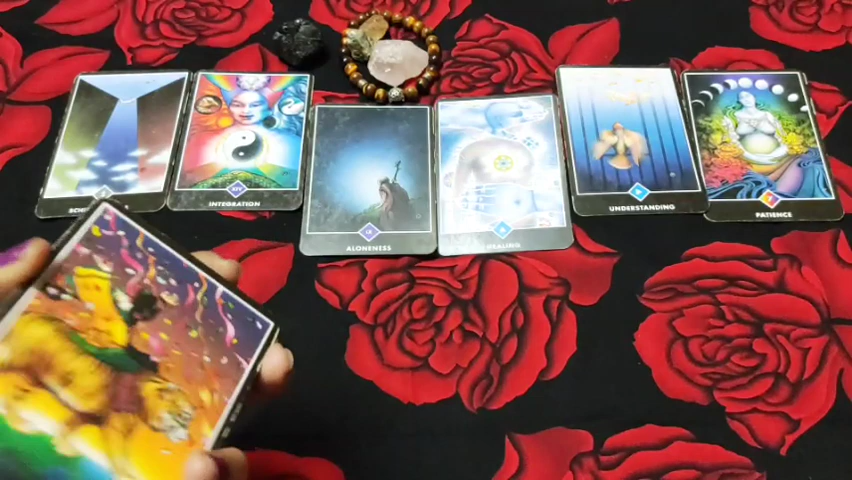 INTEGRATION
ALONENESS
HEALING
UNDERSTANDING
PATIENCE